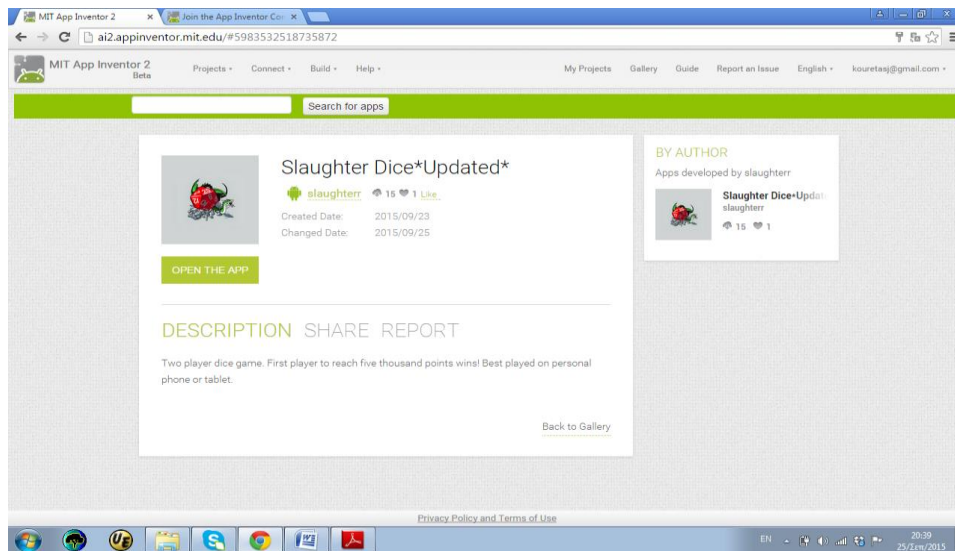 MIT App Inventor 2
Join the App Inventor Co
ai2.appinventor.mit.edu/#5983532518735872
MIT App Inventor 2
Beta
Projects Connect Build Help My Projects Gallery Guide Report an Issue English kouretasj@gmail.com
Search for apps
Slaughter Dice*Updated*
slaughterr 15 1 Like
Created Date: 2015/09/23
Changed Date: 2015/09/25
OPEN THE APP
DESCRIPTION SHARE REPORT
Two player dice game. First player to reach five thousand points wins! Best played on personal
phone or tablet.
Back to Gallery
BY AUTHOR
Apps developed by slaughterr
Slaughter Dice*Updat
slaughterr
15 1
Privacy Policy and Terms of Use
UE
W
EN
20:39
25/Σεπ/2015